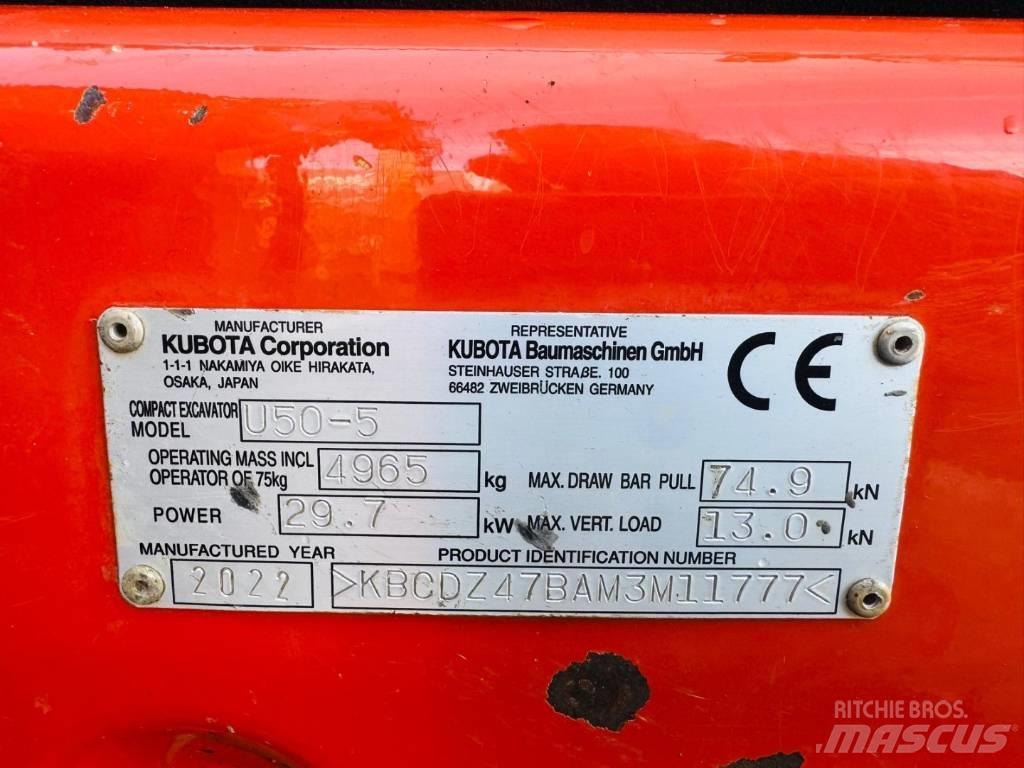 MANUFACTURER
KUBOTA Corporation
1-1-1 NAKAMIYA OIKE HIRAKATA,
OSAKA, JAPAN
REPRESENTATIVE
KUBOTA Baumaschinen GmbH
STEINHAUSER STRAßE. 100
66482 ZWEIBRÜCKEN GERMANY
CE
COMPACT EXCAVATOR
MODEL U50-5
OPERATING MASS INCL
OPERATOR OF 75kg 4965 kg
MAX. DRAW BAR PULL 74.9 kN
POWER 29.7 kW
MAX. VERT. LOAD 13.0 kN
MANUFACTURED YEAR
2022
PRODUCT IDENTIFICATION NUMBER
>KBCDZ47BAM3M11777<
RITCHIE BROS.
MASCUS